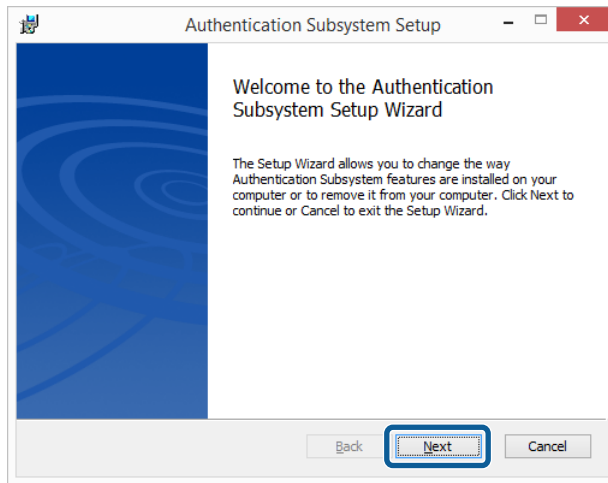 Authentication Subsystem Setup
Welcome to the Authentication
Subsystem Setup Wizard
The Setup Wizard allows you to change the way
Authentication Subsystem features are installed on your
computer or to remove it from your computer. Click Next to
continue or Cancel to exit the Setup Wizard.
Back Next Cancel